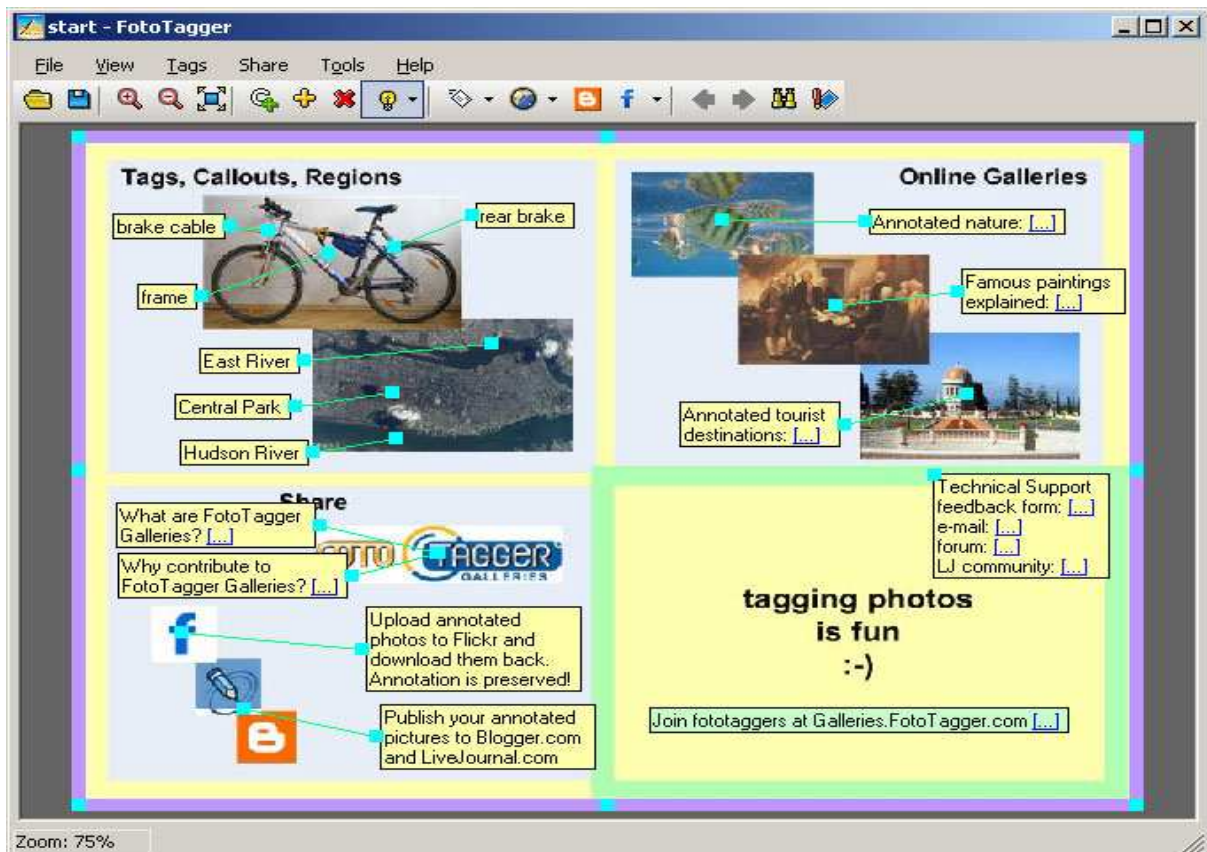 start - FotoTagger
File View Tags Share Tools Help
Tags, Callouts, Regions
brake cable
rear brake
frame
East River
Central Park
Hudson River
Online Galleries
Annotated nature: [...]
Famous paintings
explained: [...]
Annotated tourist
destinations: [...]
Share
What are FotoTagger
Galleries? [...]
Why contribute to
FotoTagger Galleries? [...]
FOTO TAGGER
GALLERIES
Upload annotated
photos to Flickr and
download them back.
Annotation is preserved!
Publish your annotated
pictures to Blogger.com
and LiveJournal.com
Technical Support
feedback form: [...]
e-mail: [...]
forum: [...]
LJ community: [...]
tagging photos
is fun
:-)
Join fototaggers at Galleries.FotoTagger.com [...]
Zoom: 75%